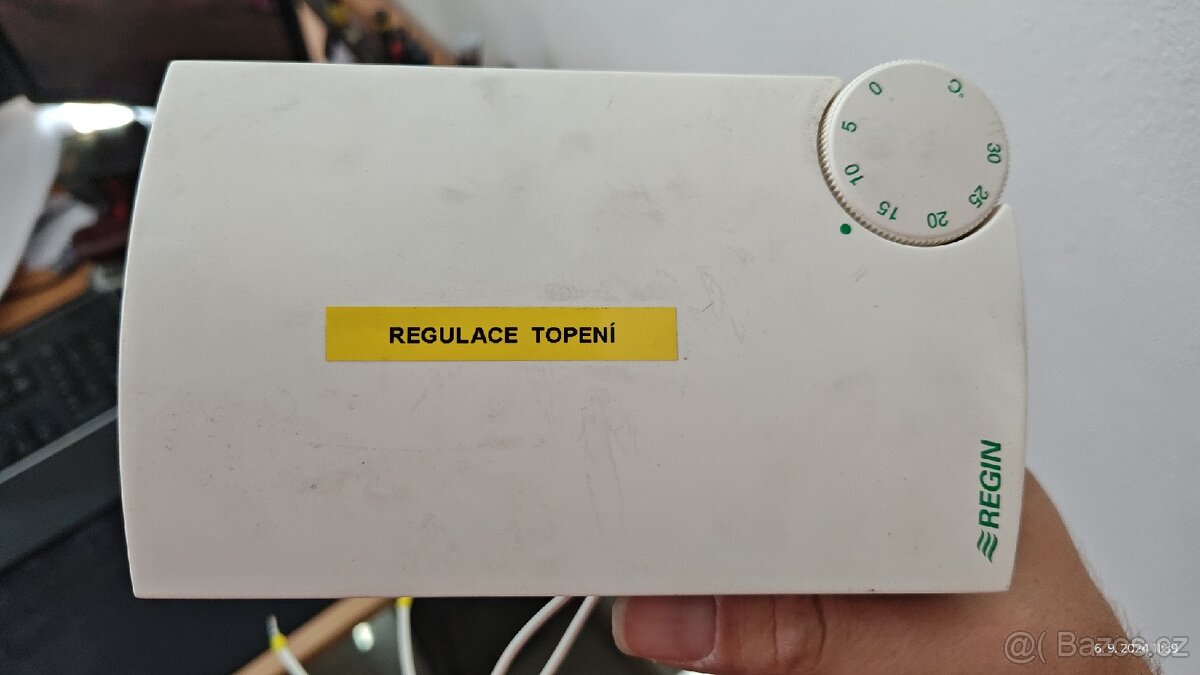 0
5
10
15
20
25
30
°C
REGULACE TOPENÍ
REGIN
@( Bazos.cz
6. 9. 2024